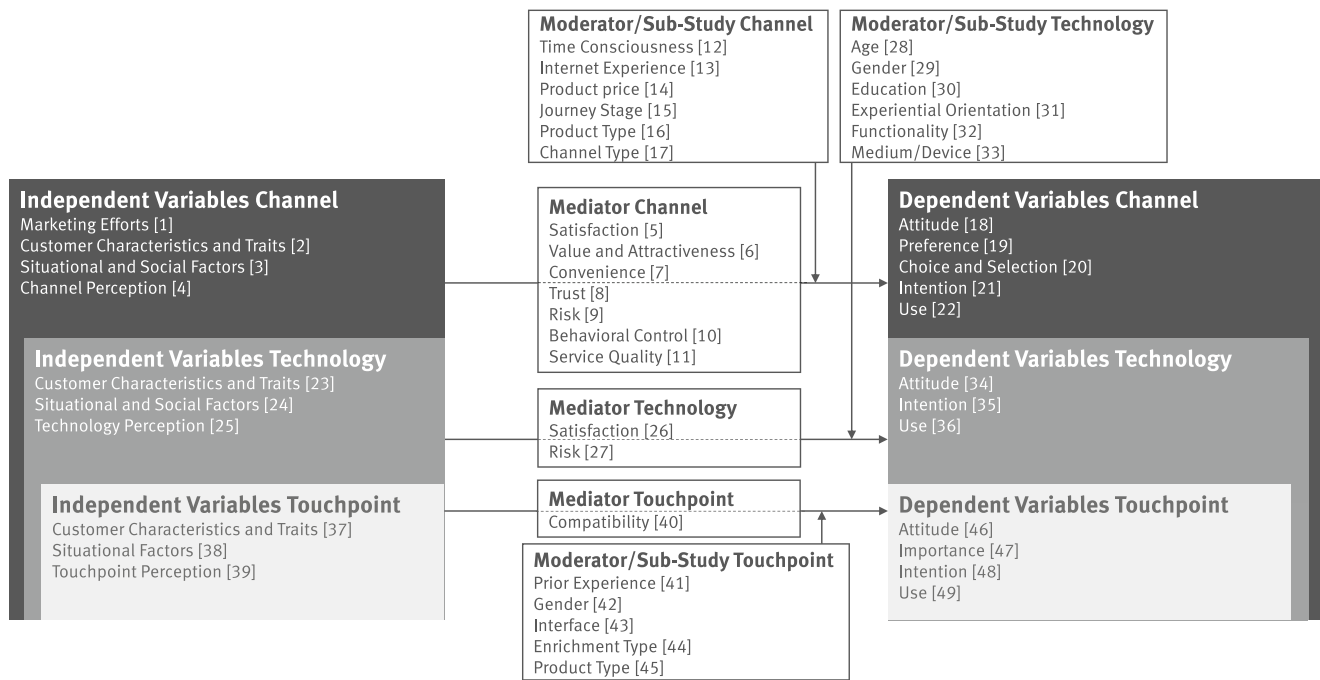 Moderator/Sub-Study Channel
Time Consciousness [12]
Internet Experience [13]
Product price [14]
Journey Stage [15]
Product Type [16]
Channel Type [17]
Moderator/Sub-Study Technology
Age [28]
Gender [29]
Education [30]
Experiential Orientation [31]
Functionality [32]
Medium/Device [33]
Independent Variables Channel
Marketing Efforts [1]
Customer Characteristics and Traits [2]
Situational and Social Factors [3]
Channel Perception [4]
Mediator Channel
Satisfaction [5]
Value and Attractiveness [6]
Convenience [7]
Trust [8]
Risk [9]
Behavioral Control [10]
Service Quality [11]
Dependent Variables Channel
Attitude [18]
Preference [19]
Choice and Selection [20]
Intention [21]
Use [22]
Independent Variables Technology
Customer Characteristics and Traits [23]
Situational and Social Factors [24]
Technology Perception [25]
Mediator Technology
Satisfaction [26]
Risk [27]
Dependent Variables Technology
Attitude [34]
Intention [35]
Use [36]
Independent Variables Touchpoint
Customer Characteristics and Traits [37]
Situational Factors [38]
Touchpoint Perception [39]
Mediator Touchpoint
Compatibility [40]
Dependent Variables Touchpoint
Attitude [46]
Importance [47]
Intention [48]
Use [49]
Moderator/Sub-Study Touchpoint
Prior Experience [41]
Gender [42]
Interface [43]
Enrichment Type [44]
Product Type [45]